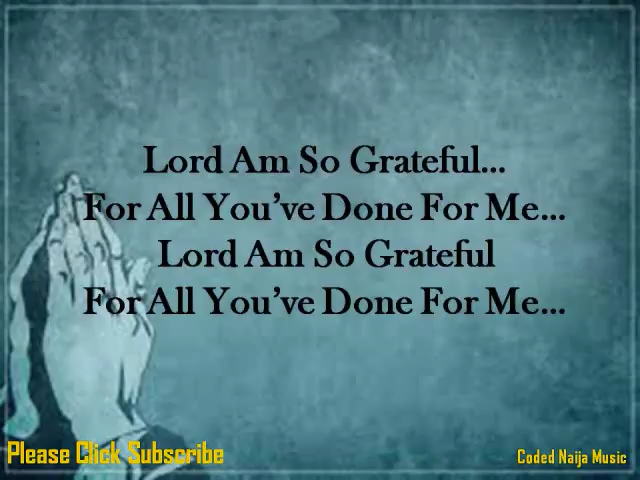 Lord Am So Grateful...
For All You've Done For Me...
Lord Am So Grateful
For All You've Done For Me...
Please Click Subscribe
Coded Naija Music